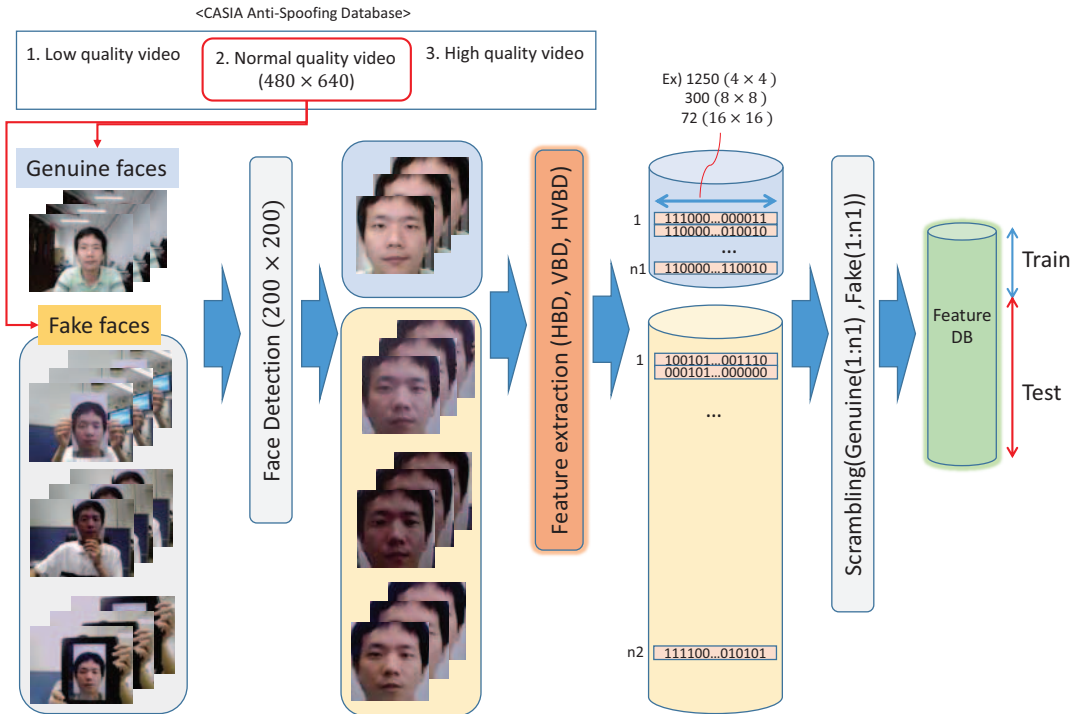 <CASIA Anti-Spoofing Database>
1. Low quality video
2. Normal quality video
(480 × 640)
3. High quality video
Genuine faces
Fake faces
Face Detection (200 × 200)
Feature extraction (HBD, VBD, HVBD)
Ex) 1250 (4 × 4)
300 (8 × 8)
72 (16 × 16)
1
111000...000011
110000...010010
...
n1
110000...110010
1
100101...001110
000101...000000
...
n2
111100...010101
Scrambling(Genuine(1:n1) ,Fake(1:n1))
Feature
DB
Train
Test